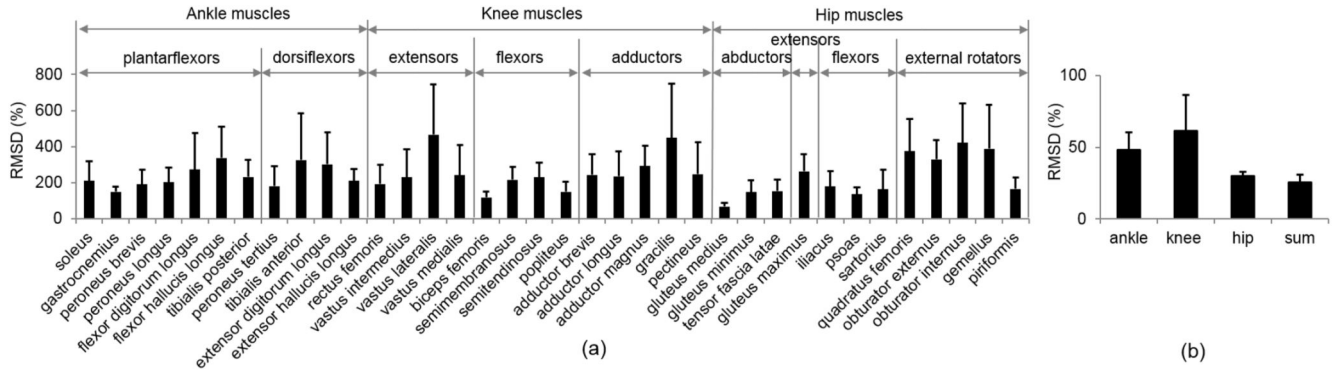 Ankle muscles Knee muscles Hip muscles
extensors
plantarflexors dorsiflexors extensors flexors adductors abductors flexors external rotators
RMSD (%)
800
600
400
200
0
soleus
gastrocnemius
peroneus brevis
peroneus longus
flexor digitorum longus
flexor hallucis longus
tibialis posterior
peroneus tertius
tibialis anterior
extensor digitorum longus
extensor hallucis longus
rectus femoris
vastus intermedius
vastus lateralis
vastus medialis
biceps femoris
semimembranosus
semitendinosus
popliteus
adductor brevis
adductor longus
adductor magnus
gracilis
pectineus
gluteus medius
gluteus minimus
tensor fascia latae
gluteus maximus
iliacus
psoas
sartorius
quadratus femoris
obturator externus
obturator internus
gemellus
piriformis
(a)
RMSD (%)
100
50
0
ankle knee hip sum
(b)